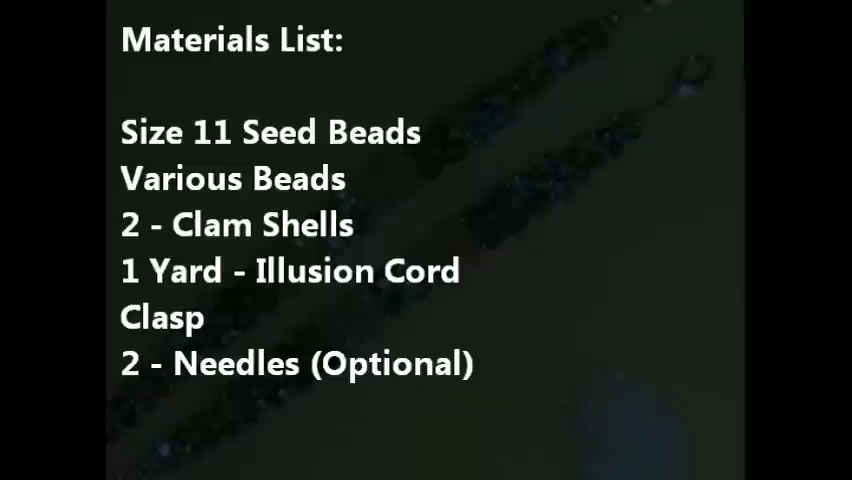 Materials List:
Size 11 Seed Beads
Various Beads
2 - Clam Shells
1 Yard - Illusion Cord
Clasp
2 - Needles (Optional)